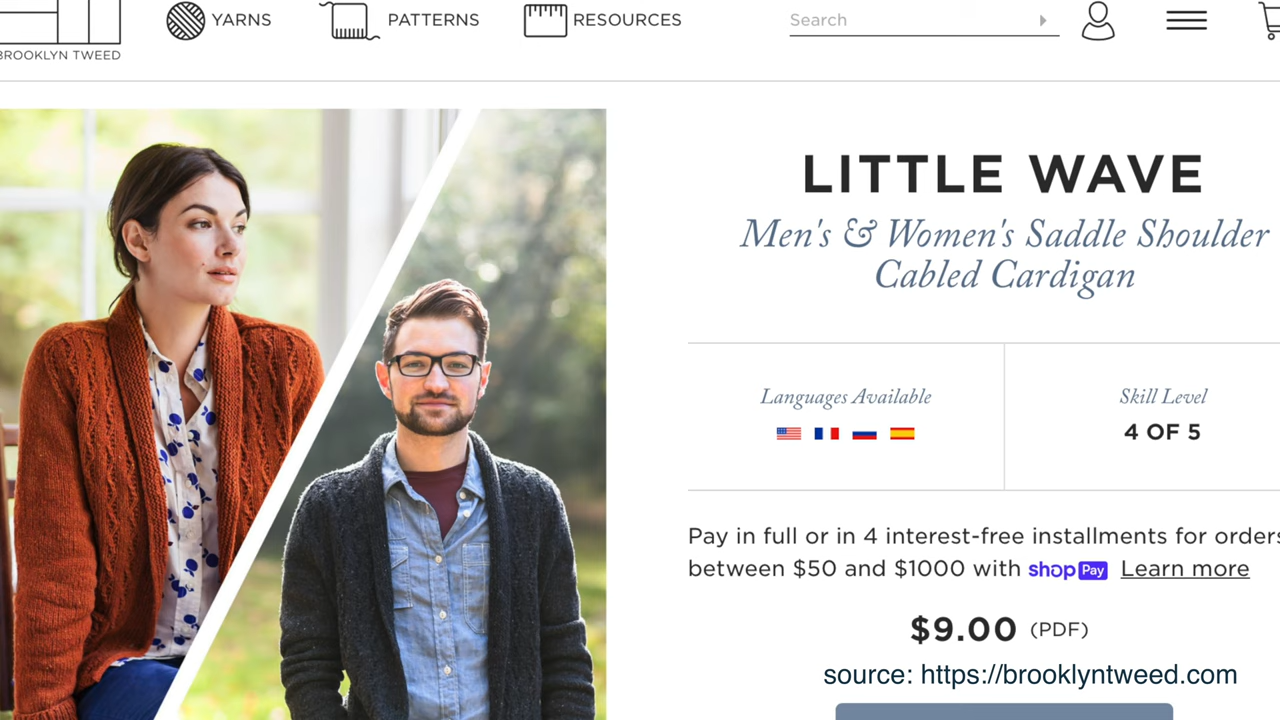 BROOKLYN TWEED
YARNS
PATTERNS
RESOURCES
Search
LITTLE WAVE
Men's & Women's Saddle Shoulder
Cabled Cardigan
Languages Available
Skill Level
4 OF 5
Pay in full or in 4 interest-free installments for orders
between $50 and $1000 with shop Pay Learn more
$9.00 (PDF)
source: https://brooklyntweed.com